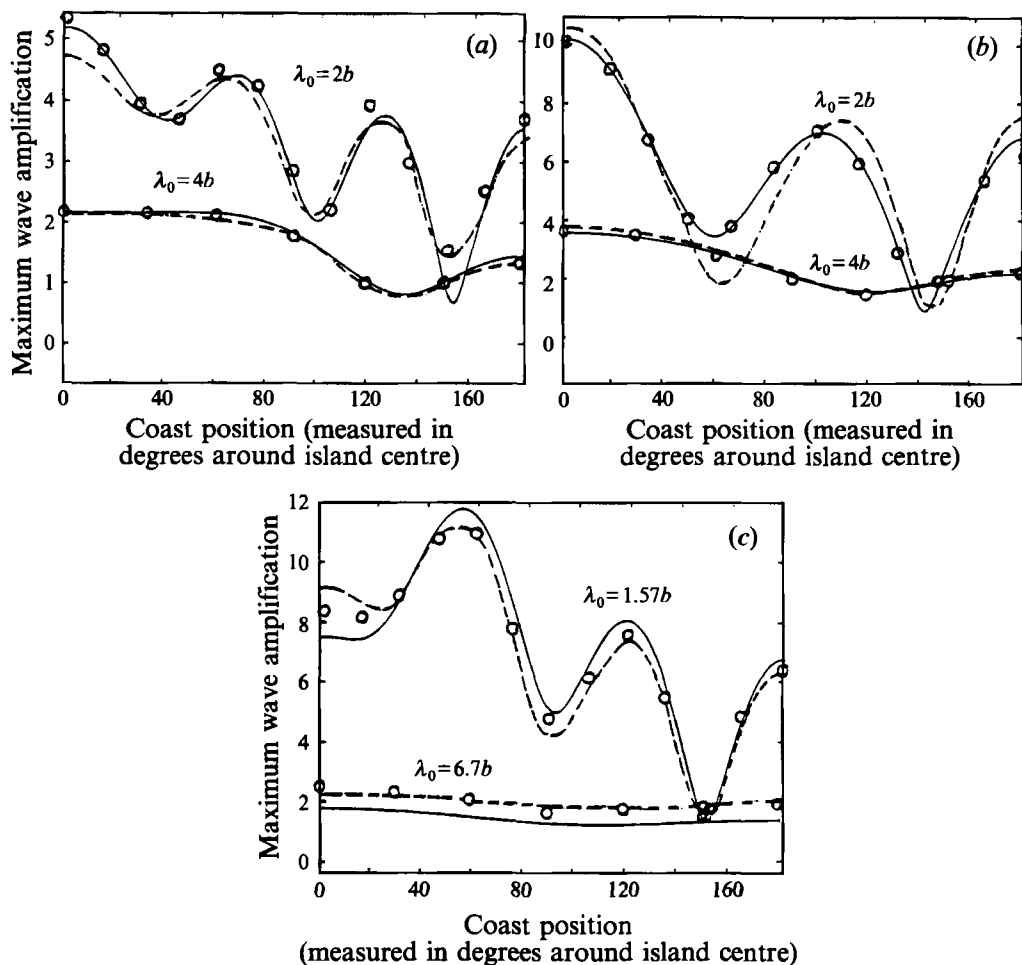 (a)
Maximum wave amplification
5
4
3
2
1
0
λ₀=2b
λ₀=4b
0 40 80 120 160
Coast position (measured in
degrees around island centre)
(b)
10
8
6
4
2
0
λ₀=2b
λ₀=4b
0 40 80 120 160
Coast position (measured in
degrees around island centre)
(c)
Maximum wave amplification
12
10
8
6
4
2
0
λ₀=1.57b
λ₀=6.7b
0 40 80 120 160
Coast position
(measured in degrees around island centre)